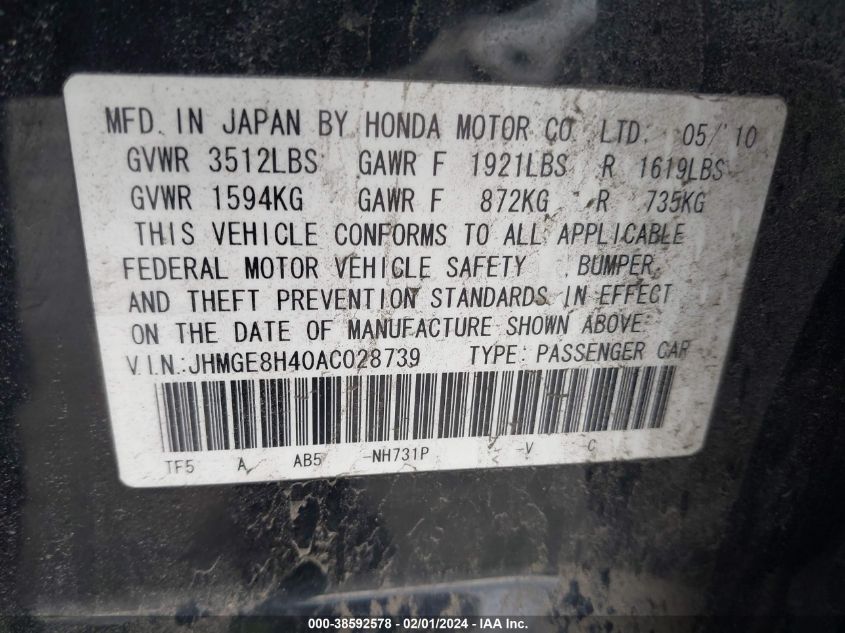 MFD. IN JAPAN BY HONDA MOTOR CO. LTD. 05/'10
GVWR 3512LBS GAWR F 1921LBS R 1619LBS
GVWR 1594KG GAWR F 872KG R 735KG
THIS VEHICLE CONFORMS TO ALL APPLICABLE
FEDERAL MOTOR VEHICLE SAFETY, BUMPER,
AND THEFT PREVENTION STANDARDS IN EFFECT
ON THE DATE OF MANUFACTURE SHOWN ABOVE.
V.I.N.:JHMGE8H40AC028739 TYPE: PASSENGER CAR
TF5 A AB5 -NH731P < -V -C
000-38592578 - 02/01/2024 - IAA Inc.